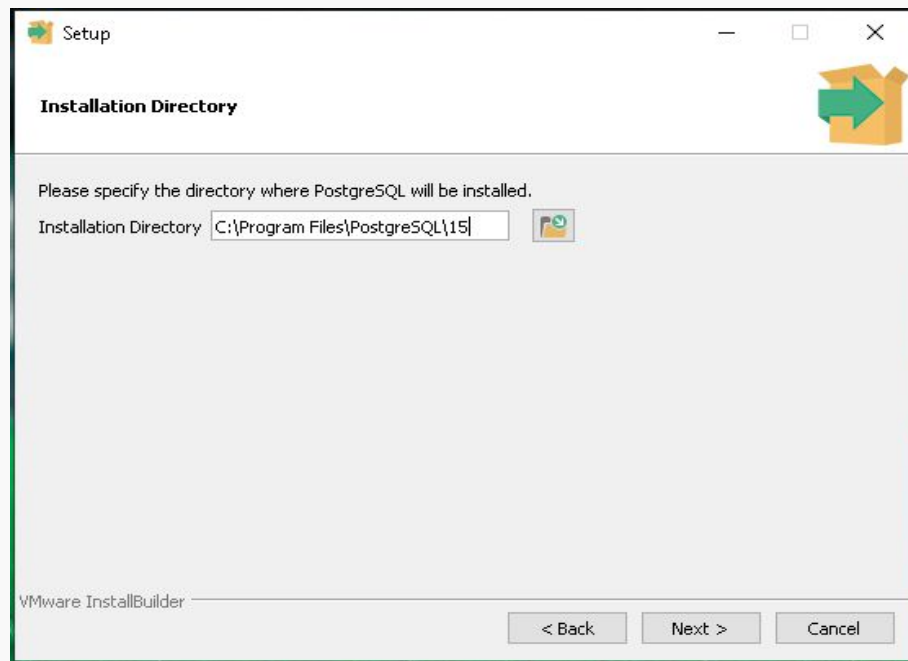 Setup
Installation Directory
Please specify the directory where PostgreSQL will be installed.
Installation Directory C:\Program Files\PostgreSQL\15
VMware InstallBuilder
< Back Next > Cancel